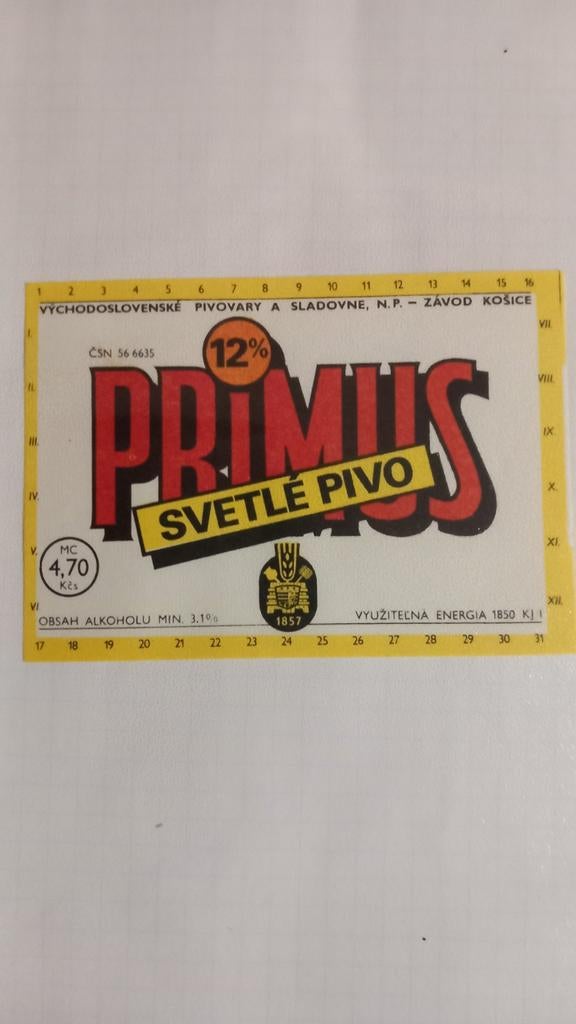 1 2 3 4 5 6 7 8 9 10 11 12 13 14 15 16
VÝCHODOSLOVENSKÉ PIVOVARY A SLADOVNE, N.P. – ZÁVOD KOŠICE
I. VII.
12%
ČSN 56 6635
II. VIII.
PRIMUS
III. IX.
SVETLÉ PIVO
IV. X.
V. XI.
MC
4,70
Kčs
VI XII.
1857
OBSAH ALKOHOLU MIN. 3.1% VYUŽITEĽNÁ ENERGIA 1850 KJ l
17 18 19 20 21 22 23 24 25 26 27 28 29 30 31